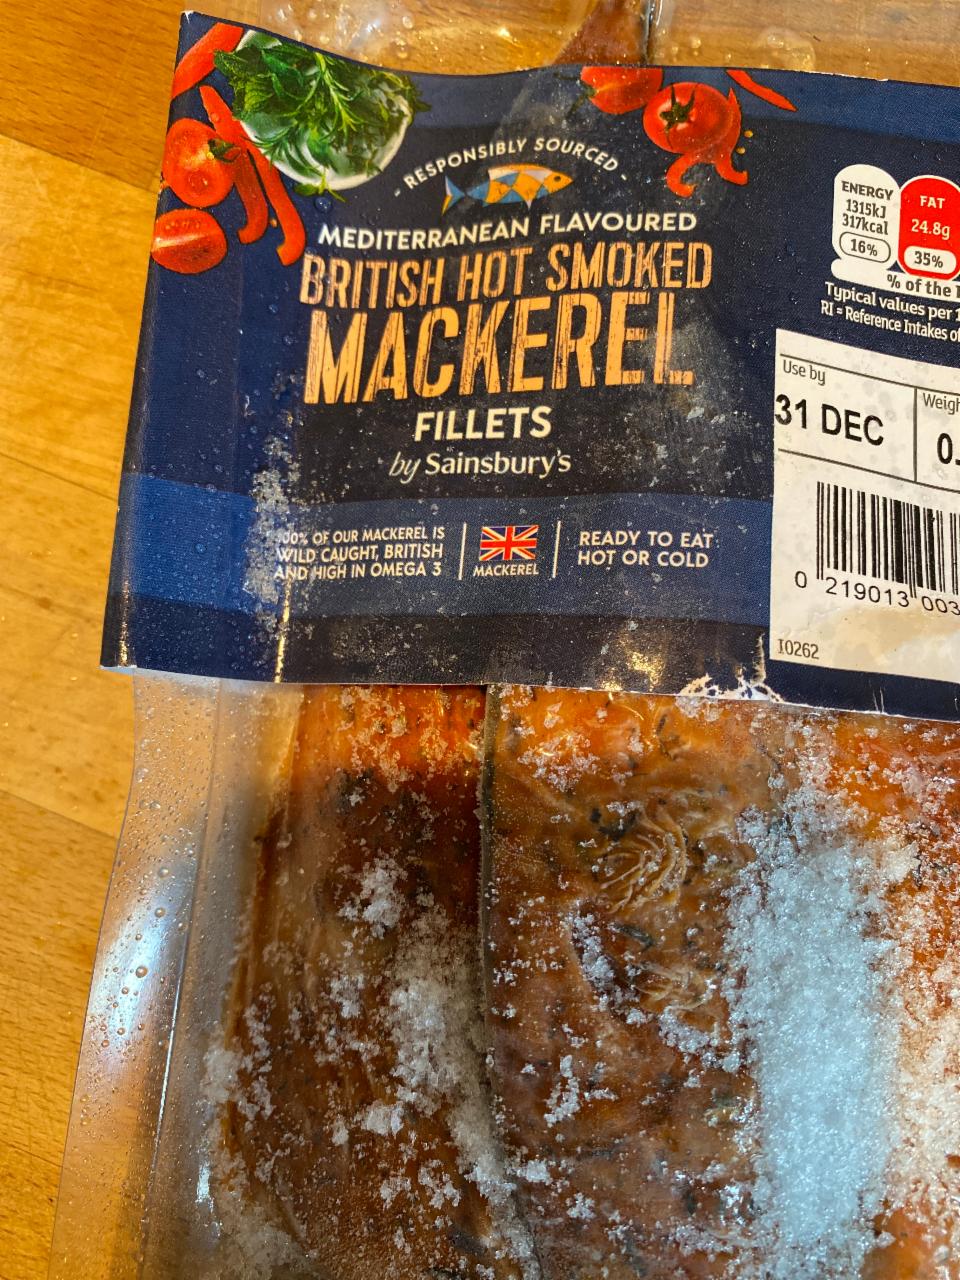 - RESPONSIBLY SOURCED -
MEDITERRANEAN FLAVOURED
BRITISH HOT SMOKED
MACKEREL
FILLETS
by Sainsbury's
100% OF OUR MACKEREL IS
WILD CAUGHT, BRITISH
AND HIGH IN OMEGA 3
MACKEREL
READY TO EAT
HOT OR COLD
ENERGY
1315kJ
317kcal
16%
FAT
24.8g
35%
% of the
Typical values per
RI = Reference Intakes of
Use by
31 DEC
0.
0 219013 003
I0262